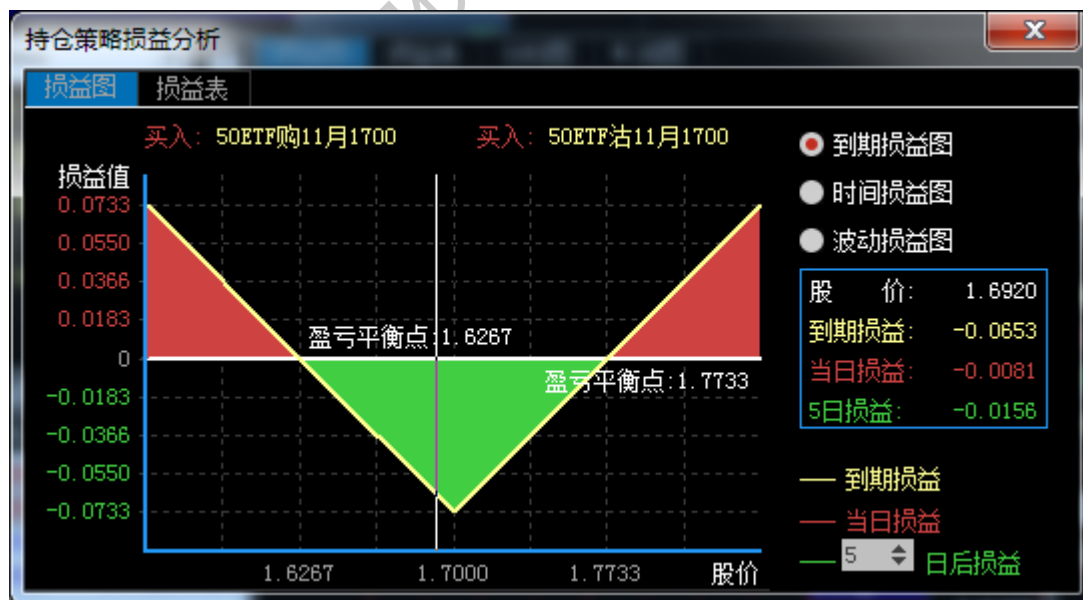 持仓策略损益分析
损益图 损益表
买入: 50ETF购11月1700 买入: 50ETF沽11月1700
损益值
0.0733
0.0550
0.0366
0.0183
0
-0.0183
-0.0366
-0.0550
-0.0733
盈亏平衡点:1.6267
盈亏平衡点:1.7733
1.6267 1.7000 1.7733 股价
到期损益图
时间损益图
波动损益图
股 价: 1.6920
到期损益: -0.0653
当日损益: -0.0081
5日损益: -0.0156
到期损益
当日损益
5 日后损益